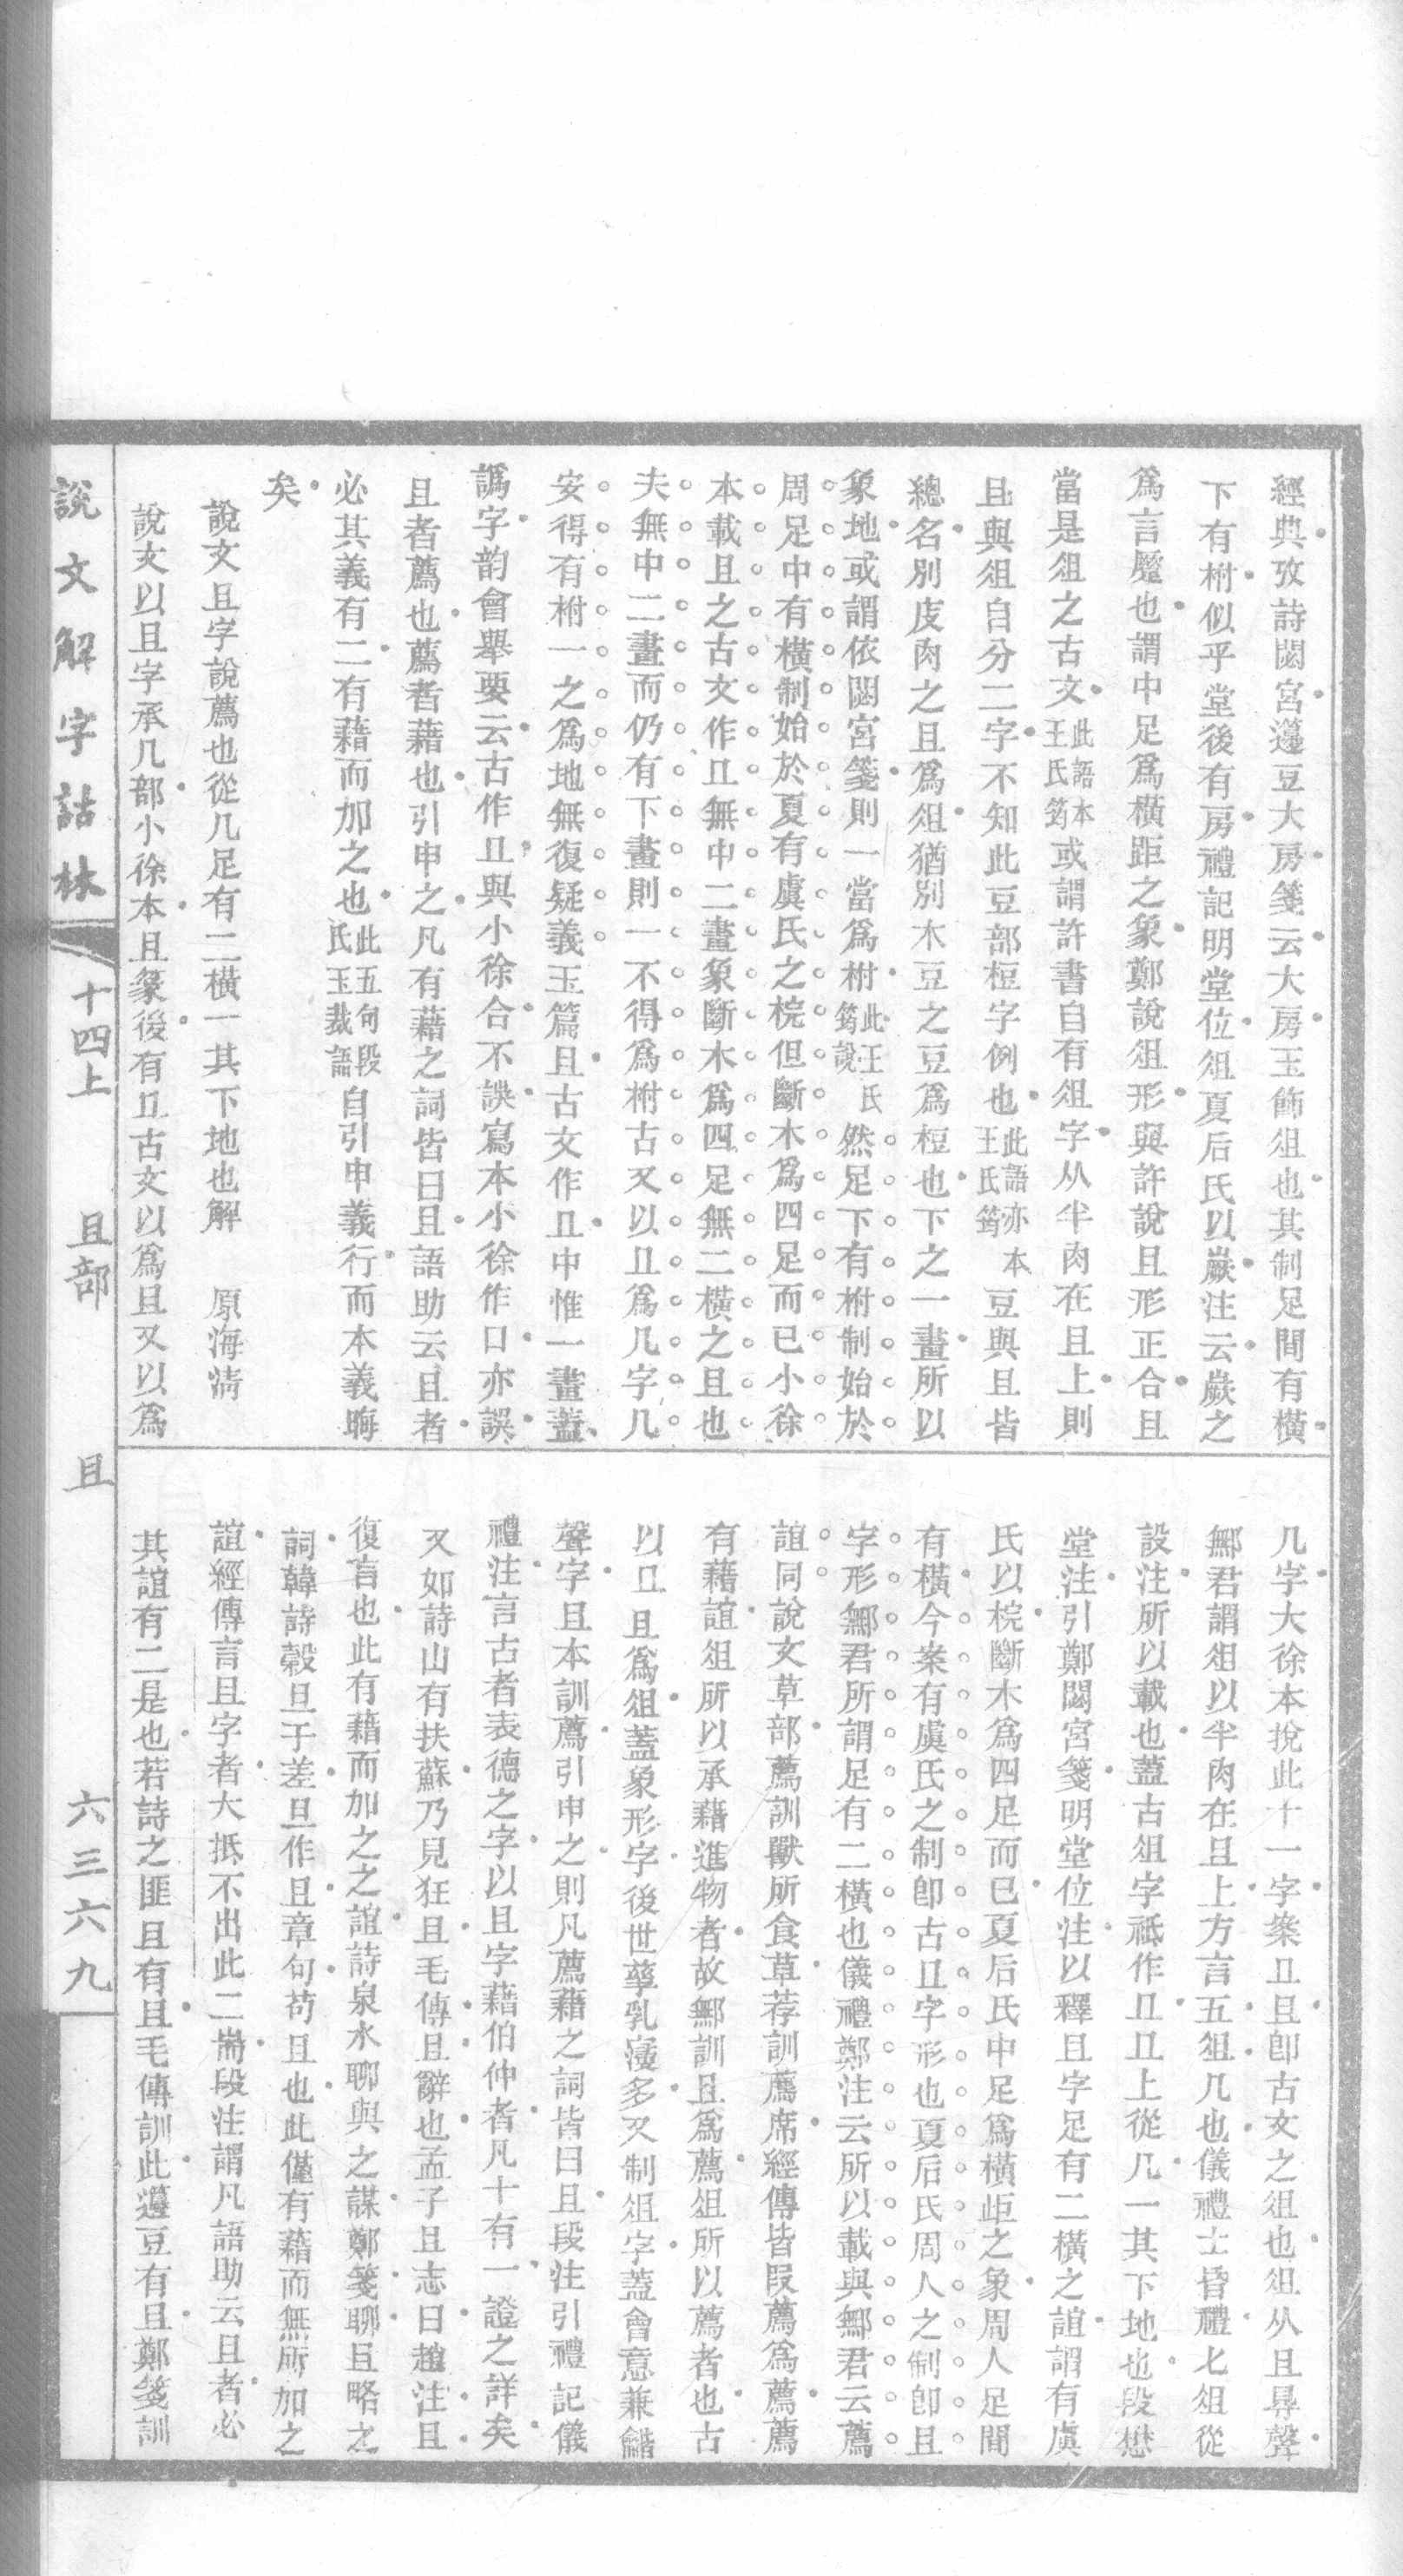 經典攷詩閟宮籩豆大房箋云大房玉飾俎也其制足間有橫
下有柎似乎堂後有房禮記明堂位俎夏后氏以嶡注云嶡之
爲言蹷也謂中足爲橫距之象鄭說俎形與許說且形正合且
當是俎之古文此語本王氏筠或謂許書自有俎字从半肉在且上則
且與俎自分二字不知此豆部梪字例也此語亦本王氏筠豆與且皆
總名別庋肉之且爲俎猶別木豆之豆爲梪也下之一畫所以
象地或謂依閟宮箋則一當爲柎此王氏筠說然足下有柎制始於
周足中有橫制始於夏有虞氏之梡但斷木爲四足而已小徐
本載且之古文作𠀃無中二畫象斷木爲四足無二橫之且也
夫無中二畫而仍有下畫則一不得爲柎古又以𠀃爲几字几
安得有柎一之爲地無復疑義玉篇且古文作𠀃中惟一畫蓋
譌字韵會舉要云古作𠀃與小徐合不誤寫本小徐作口亦誤
且者薦也薦者藉也引申之凡有藉之詞皆曰且語助云且者
必其義有二有藉而加之也此五句段氏玉裁語自引申義行而本義晦
矣
說文且字說薦也從几足有二橫一其下地也解　原海淸
說文以且字承几部小徐本且篆後有𠀃古文以爲且又以爲
几字大徐本挩此十一字案𠀃且卽古文之俎也俎从且㝷聲
鄦君謂俎以半肉在且上方言五俎几也儀禮士昏禮匕俎從
設注所以載也蓋古俎字祗作𠀃𠀃上從几一其下地也段懋
堂注引鄭閟宮箋明堂位注以釋且字足有二橫之誼謂有虞
氏以梡斷木爲四足而已夏后氏中足爲橫岠之象周人足間
有橫今案有虞氏之制卽古𠀃字形也夏后氏周人之制卽且
字形鄦君所謂足有二橫也儀禮鄭注云所以載與鄦君云薦
誼同說文草部薦訓獸所食草荐訓薦席經傳皆叚薦爲薦薦
有藉誼俎所以承藉進物者故鄦訓且爲薦俎所以薦者也古
以𠀃且爲俎蓋象形字後世孳乳寖多又制俎字蓋會意兼龤
聲字且本訓薦引申之則凡薦藉之詞皆曰且段注引禮記儀
禮注言古者表德之字以且字藉伯仲者凡十有一證之詳矣
又如詩山有扶蘇乃見狂且毛傳且辭也孟子且志曰趙注且
復言也此有藉而加之之誼詩泉水聊與之謀鄭箋聊且略之
詞韓詩榖旦于差旦作且章句苟且也此僅有藉而無所加之
誼經傳言且字者大抵不出此二耑段注謂凡語助云且者必
其誼有二是也若詩之匪且有且毛傳訓此籩豆有且鄭箋訓
說文解字詁林　十四上　且部　且　六三六九